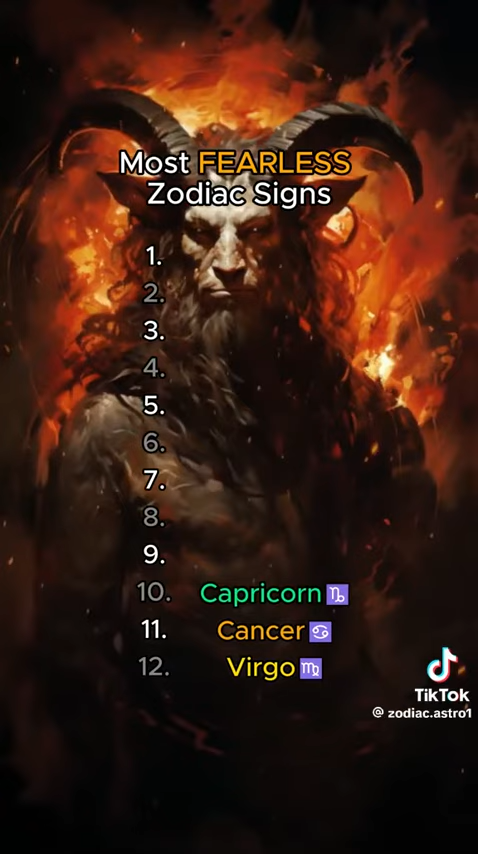 Most FEARLESS
Zodiac Signs
1.
2.
3.
4.
5.
6.
7.
8.
9.
10. Capricorn ♑
11. Cancer ♋
12. Virgo ♍
TikTok
@ zodiac.astro1